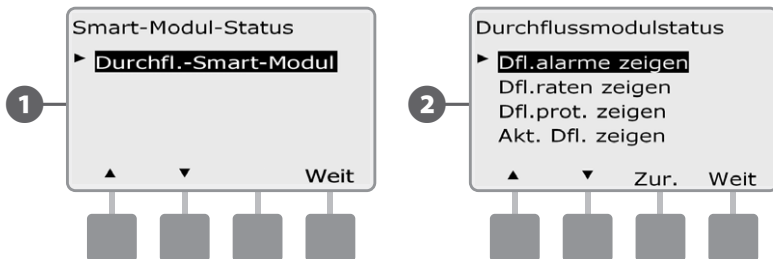 1
Smart-Modul-Status
► Durchfl.-Smart-Modul
▲ ▼ Weit
2
Durchflussmodulstatus
► Dfl.alarme zeigen
Dfl.raten zeigen
Dfl.prot. zeigen
Akt. Dfl. zeigen
▲ ▼ Zur. Weit